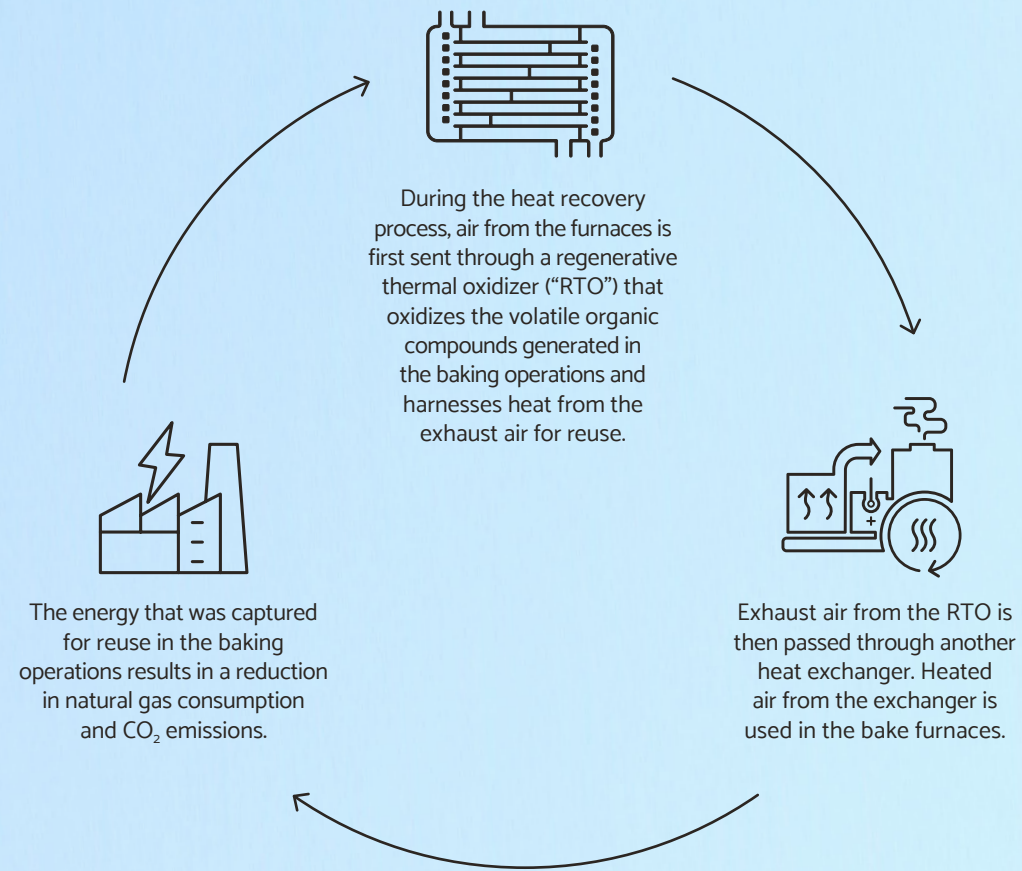 During the heat recovery
process, air from the furnaces is
first sent through a regenerative
thermal oxidizer (“RTO”) that
oxidizes the volatile organic
compounds generated in
the baking operations and
harnesses heat from the
exhaust air for reuse.
Exhaust air from the RTO is
then passed through another
heat exchanger. Heated
air from the exchanger is
used in the bake furnaces.
The energy that was captured
for reuse in the baking
operations results in a reduction
in natural gas consumption
and CO₂ emissions.